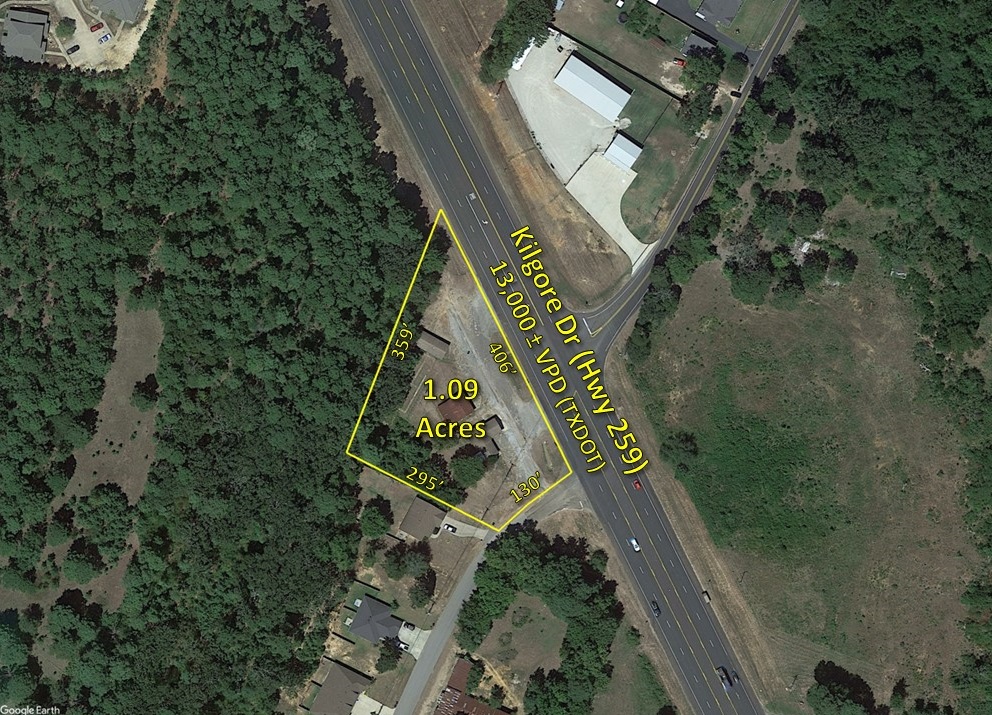 Kilgore Dr (Hwy 259)
13,000 ± VPD (TXDOT)
406'
359'
1.09
Acres
295'
130'
Google Earth